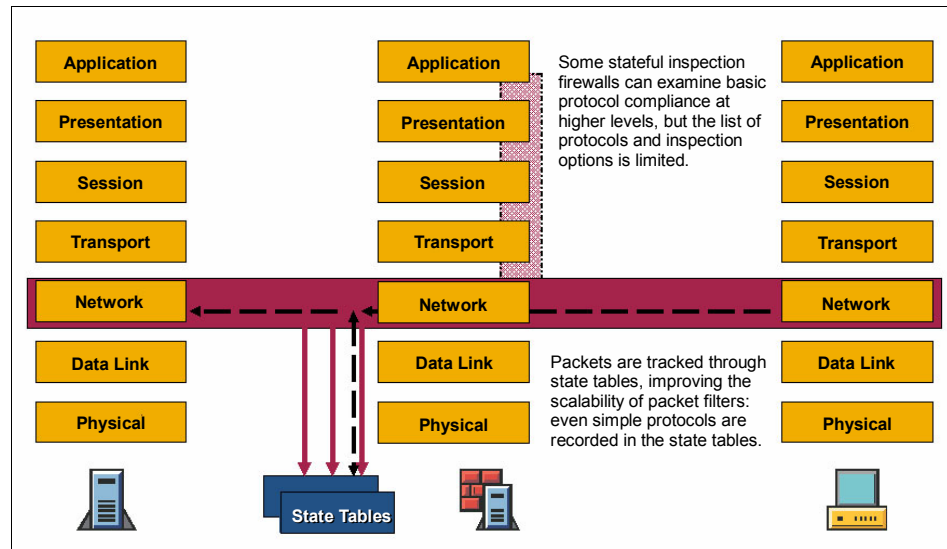 Application
Presentation
Session
Transport
Network
Data Link
Physical
Application
Presentation
Session
Transport
Network
Data Link
Physical
Some stateful inspection
firewalls can examine basic
protocol compliance at
higher levels, but the list of
protocols and inspection
options is limited.
Packets are tracked through
state tables, improving the
scalability of packet filters:
even simple protocols are
recorded in the state tables.
Application
Presentation
Session
Transport
Network
Data Link
Physical
State Tables